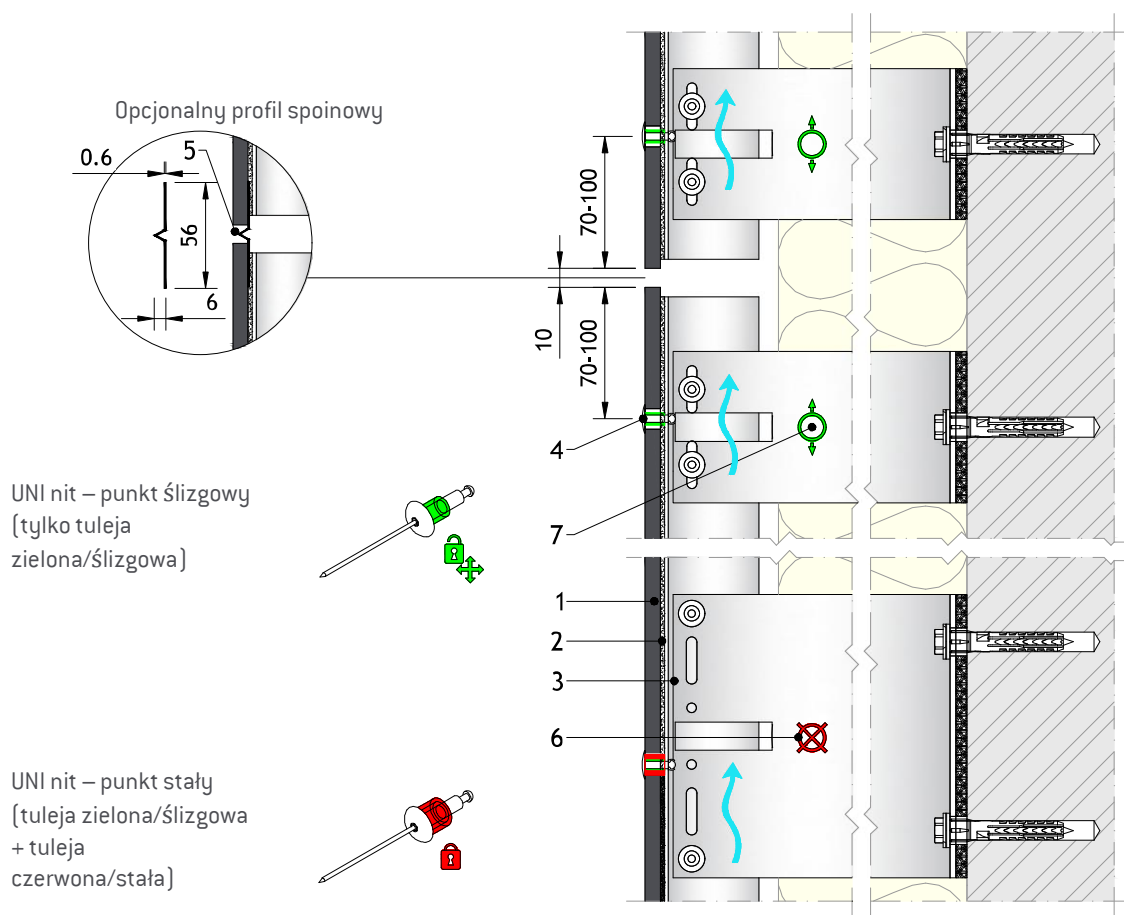 Opcjonalny profil spoinowy
0.6
5
56
6
70-100
10
70-100
4
7
UNI nit – punkt ślizgowy
(tylko tuleja
zielona/ślizgowa)
1
2
3
6
UNI nit – punkt stały
(tuleja zielona/ślizgowa
+ tuleja
czerwona/stała)